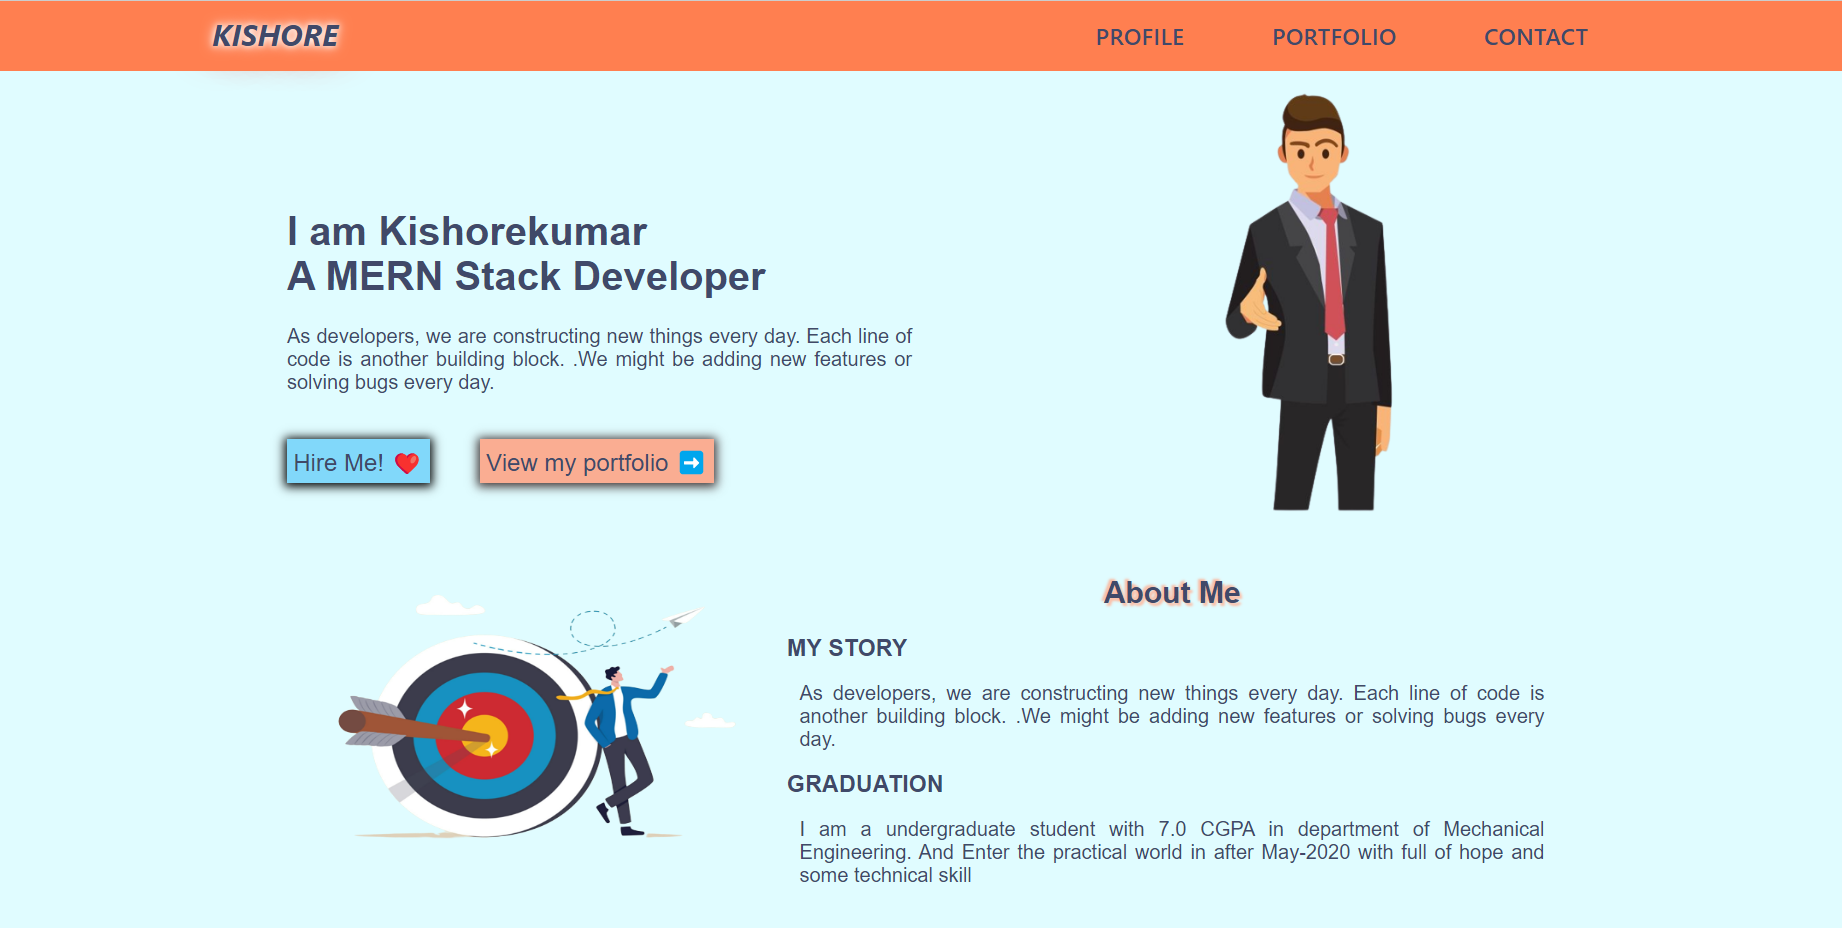 KISHORE
PROFILE PORTFOLIO CONTACT
I am Kishorekumar
A MERN Stack Developer
As developers, we are constructing new things every day. Each line of
code is another building block. .We might be adding new features or
solving bugs every day.
Hire Me! ❤️
View my portfolio ➡️
About Me
MY STORY
As developers, we are constructing new things every day. Each line of code is
another building block. .We might be adding new features or solving bugs every
day.
GRADUATION
I am a undergraduate student with 7.0 CGPA in department of Mechanical
Engineering. And Enter the practical world in after May-2020 with full of hope and
some technical skill